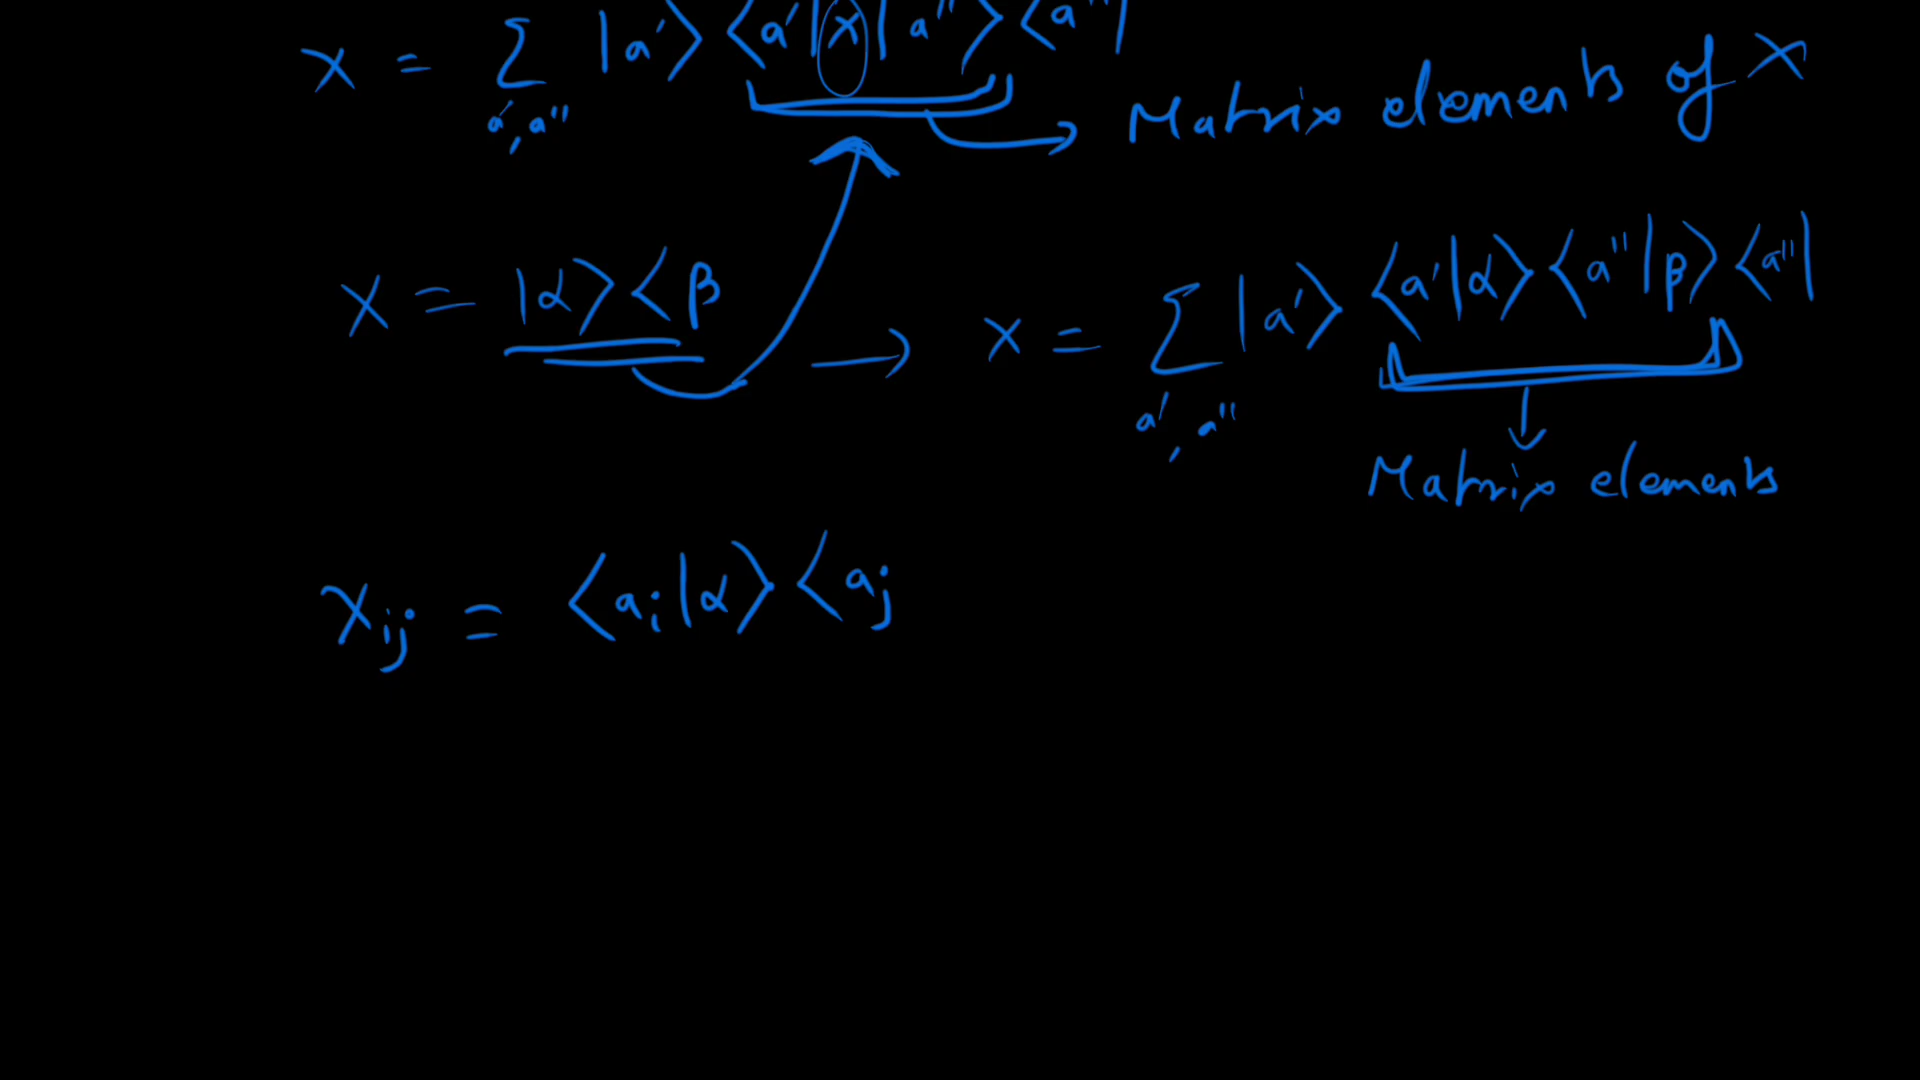 X = ∑ |a'⟩ ⟨a'|X|a''⟩ ⟨a''|
a', a''
Matrix elements of X
X = |α⟩⟨β
→ X = ∑ |a'⟩ ⟨a'|α⟩⟨a''|β⟩⟨a''|
a', a''
Matrix elements
X_ij = ⟨a_i|α⟩⟨a_j